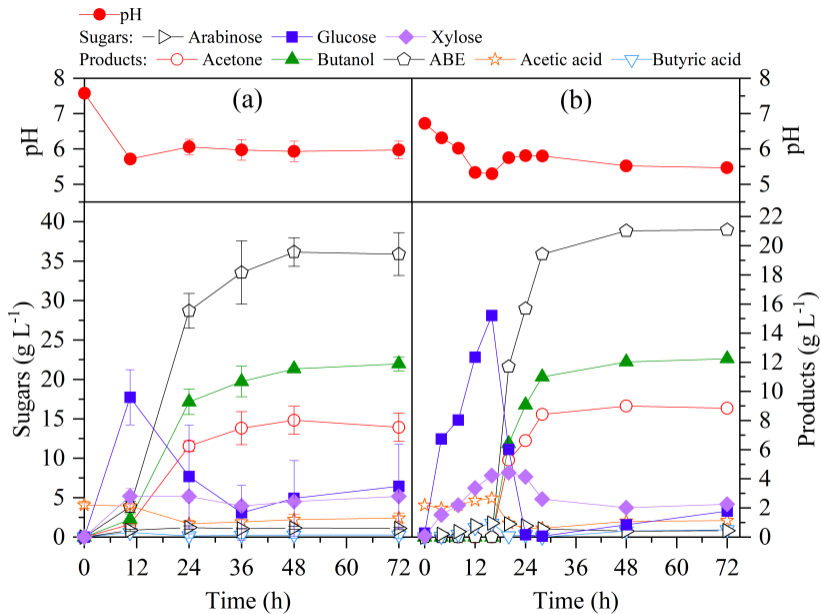 pH
Sugars: Arabinose Glucose Xylose
Products: Acetone Butanol ABE Acetic acid Butyric acid
8 (a) (b) 8
7 7
pH 6 6 pH
5 5
40 22
35 20
30 18
25 16
20 14
15 12
10 10
5 8
0 6
4
2
0
Sugars (g L⁻¹)
Products (g L⁻¹)
0 12 24 36 48 60 72 0 12 24 36 48 60 72
Time (h) Time (h)